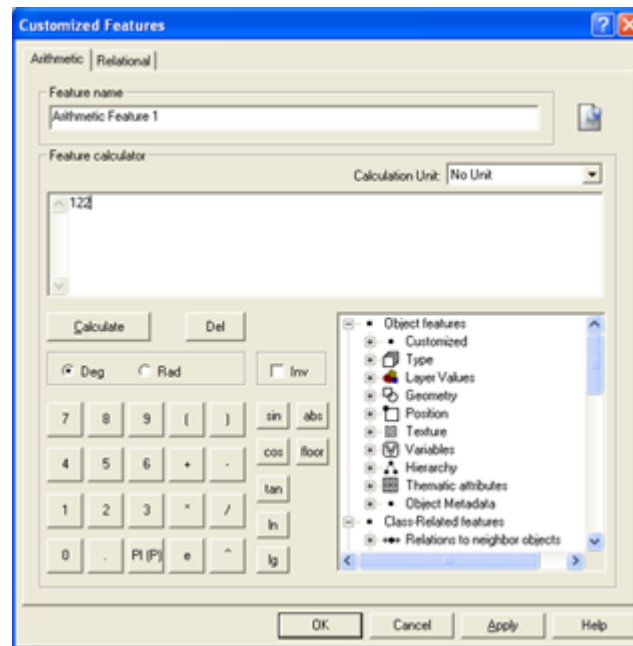 Customized Features
Arithmetic Relational
Feature name
Arithmetic Feature 1
Feature calculator
Calculation Unit: No Unit
122
Calculate Del
Deg Rad Inv
7 8 9 ( ) sin abs
4 5 6 + - cos floor
tan
1 2 3 * /
ln
0 . PI (P) e ^ lg
Object features
Customized
Type
Layer Values
Geometry
Position
Texture
Variables
Hierarchy
Thematic attributes
Object Metadata
Class-Related features
Relations to neighbor objects
OK Cancel Apply Help